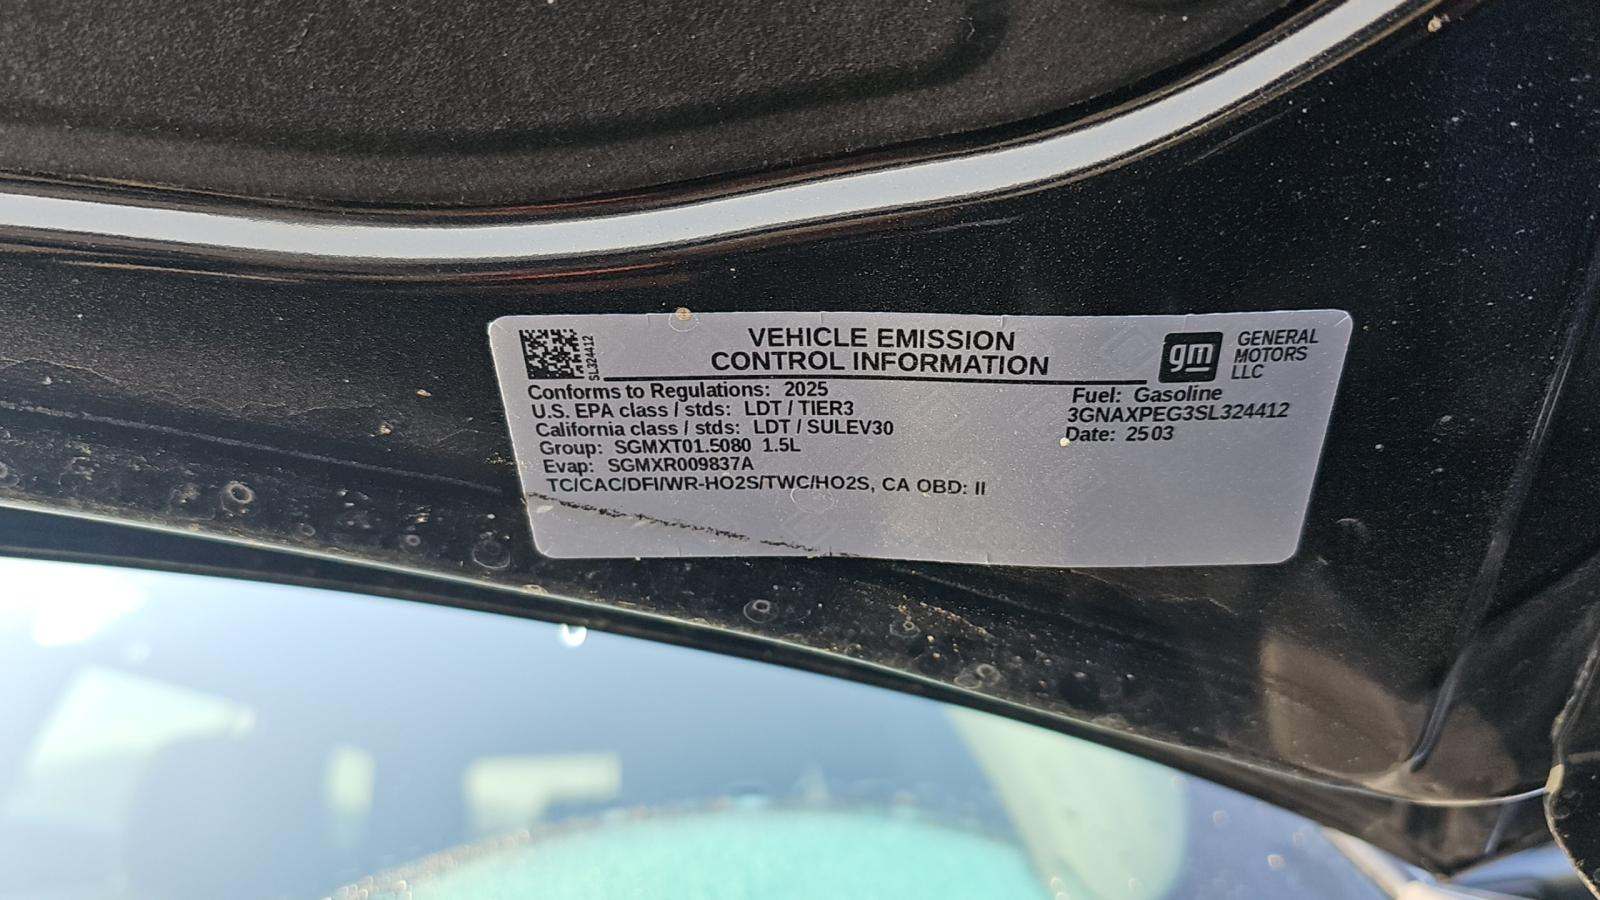 SL324412
VEHICLE EMISSION
CONTROL INFORMATION
gm
GENERAL
MOTORS
LLC
Conforms to Regulations: 2025
U.S. EPA class / stds: LDT / TIER3
California class / stds: LDT / SULEV30
Group: SGMXT01.5080 1.5L
Evap: SGMXR009837A
TC/CAC/DFI/WR-HO2S/TWC/HO2S, CA OBD: II
Fuel: Gasoline
3GNAXPEG3SL324412
Date: 2503